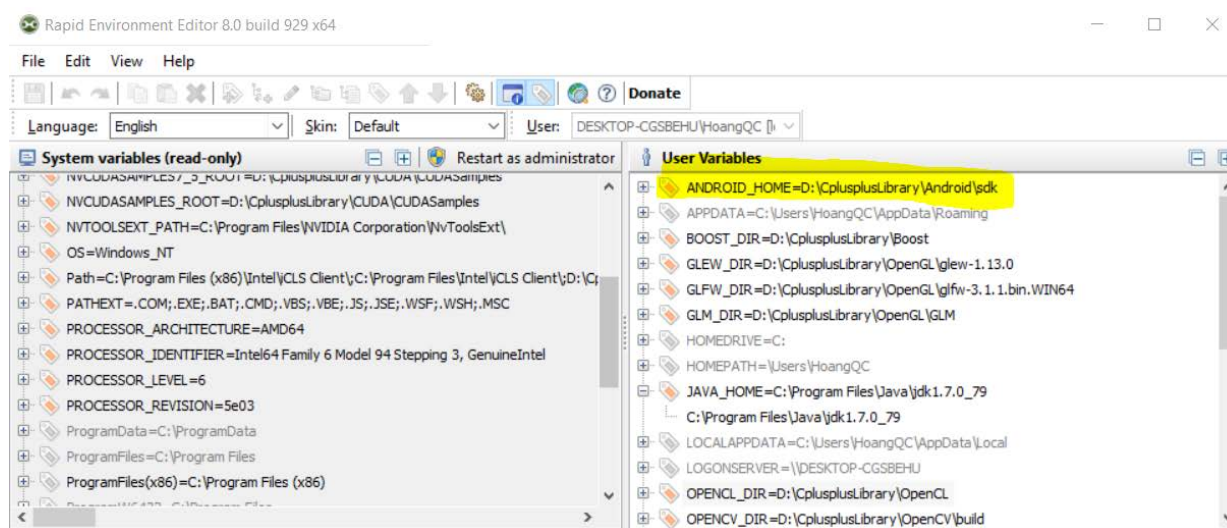 Rapid Environment Editor 8.0 build 929 x64
File Edit View Help
Donate
Language: English Skin: Default User: DESKTOP-CGSBEHU\HoangQC
System variables (read-only) Restart as administrator
NVCUDASAMPLES7_5_ROOT=D:\CplusplusLibrary\CUDA\CUDASamples
NVCUDASAMPLES_ROOT=D:\CplusplusLibrary\CUDA\CUDASamples
NVTOOLSEXT_PATH=C:\Program Files\NVIDIA Corporation\NvToolsExt\
OS=Windows_NT
Path=C:\Program Files (x86)\Intel\iCLS Client\;C:\Program Files\Intel\iCLS Client\;D:\Cp
PATHEXT=.COM;.EXE;.BAT;.CMD;.VBS;.VBE;.JS;.JSE;.WSF;.WSH;.MSC
PROCESSOR_ARCHITECTURE=AMD64
PROCESSOR_IDENTIFIER=Intel64 Family 6 Model 94 Stepping 3, GenuineIntel
PROCESSOR_LEVEL=6
PROCESSOR_REVISION=5e03
ProgramData=C:\ProgramData
ProgramFiles=C:\Program Files
ProgramFiles(x86)=C:\Program Files (x86)
User Variables
ANDROID_HOME=D:\CplusplusLibrary\Android\sdk
APPDATA=C:\Users\HoangQC\AppData\Roaming
BOOST_DIR=D:\CplusplusLibrary\Boost
GLEW_DIR=D:\CplusplusLibrary\OpenGL\glew-1.13.0
GLFW_DIR=D:\CplusplusLibrary\OpenGL\glfw-3.1.1.bin.WIN64
GLM_DIR=D:\CplusplusLibrary\OpenGL\GLM
HOMEDRIVE=C:
HOMEPATH=\Users\HoangQC
JAVA_HOME=C:\Program Files\Java\jdk1.7.0_79
C:\Program Files\Java\jdk1.7.0_79
LOCALAPPDATA=C:\Users\HoangQC\AppData\Local
LOGONSERVER=\\DESKTOP-CGSBEHU
OPENCL_DIR=D:\CplusplusLibrary\OpenCL
OPENCV_DIR=D:\CplusplusLibrary\OpenCV\build